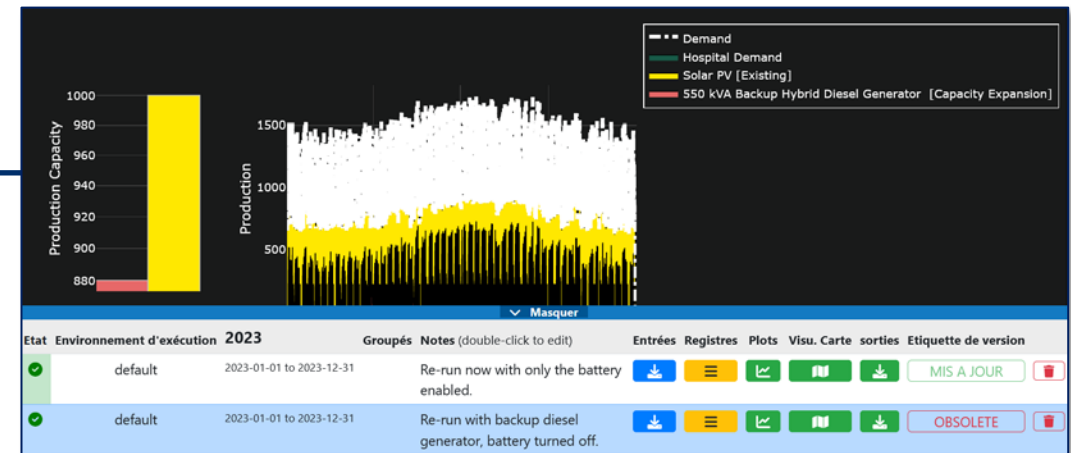 Demand
Hospital Demand
Solar PV [Existing]
550 kVA Backup Hybrid Diesel Generator [Capacity Expansion]
Production Capacity
1000
980
960
940
920
900
880
Production
1500
1000
500
Masquer
Etat Environnement d'exécution 2023 Groupés Notes (double-click to edit) Entrées Registres Plots Visu. Carte sorties Etiquette de version
default 2023-01-01 to 2023-12-31 Re-run now with only the battery MIS A JOUR
enabled.
default 2023-01-01 to 2023-12-31 Re-run with backup diesel OBSOLETE
generator, battery turned off.